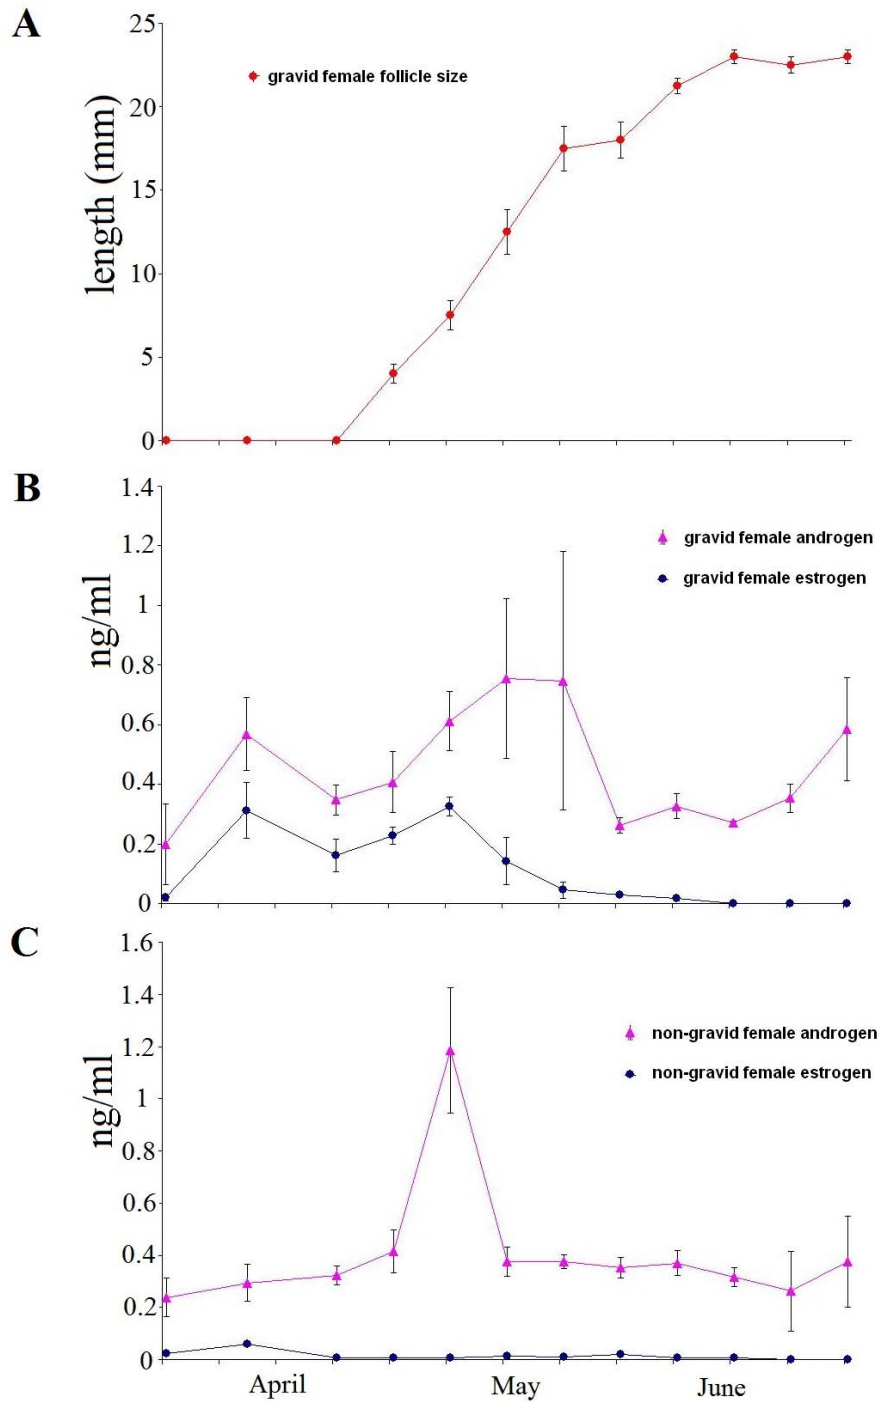 A
25
gravid female follicle size
20
15
10
5
0
length (mm)
B
1.4
1.2
1
0.8
0.6
0.4
0.2
0
ng/ml
gravid female androgen
gravid female estrogen
C
1.6
1.4
1.2
1
0.8
0.6
0.4
0.2
0
ng/ml
non-gravid female androgen
non-gravid female estrogen
April May June